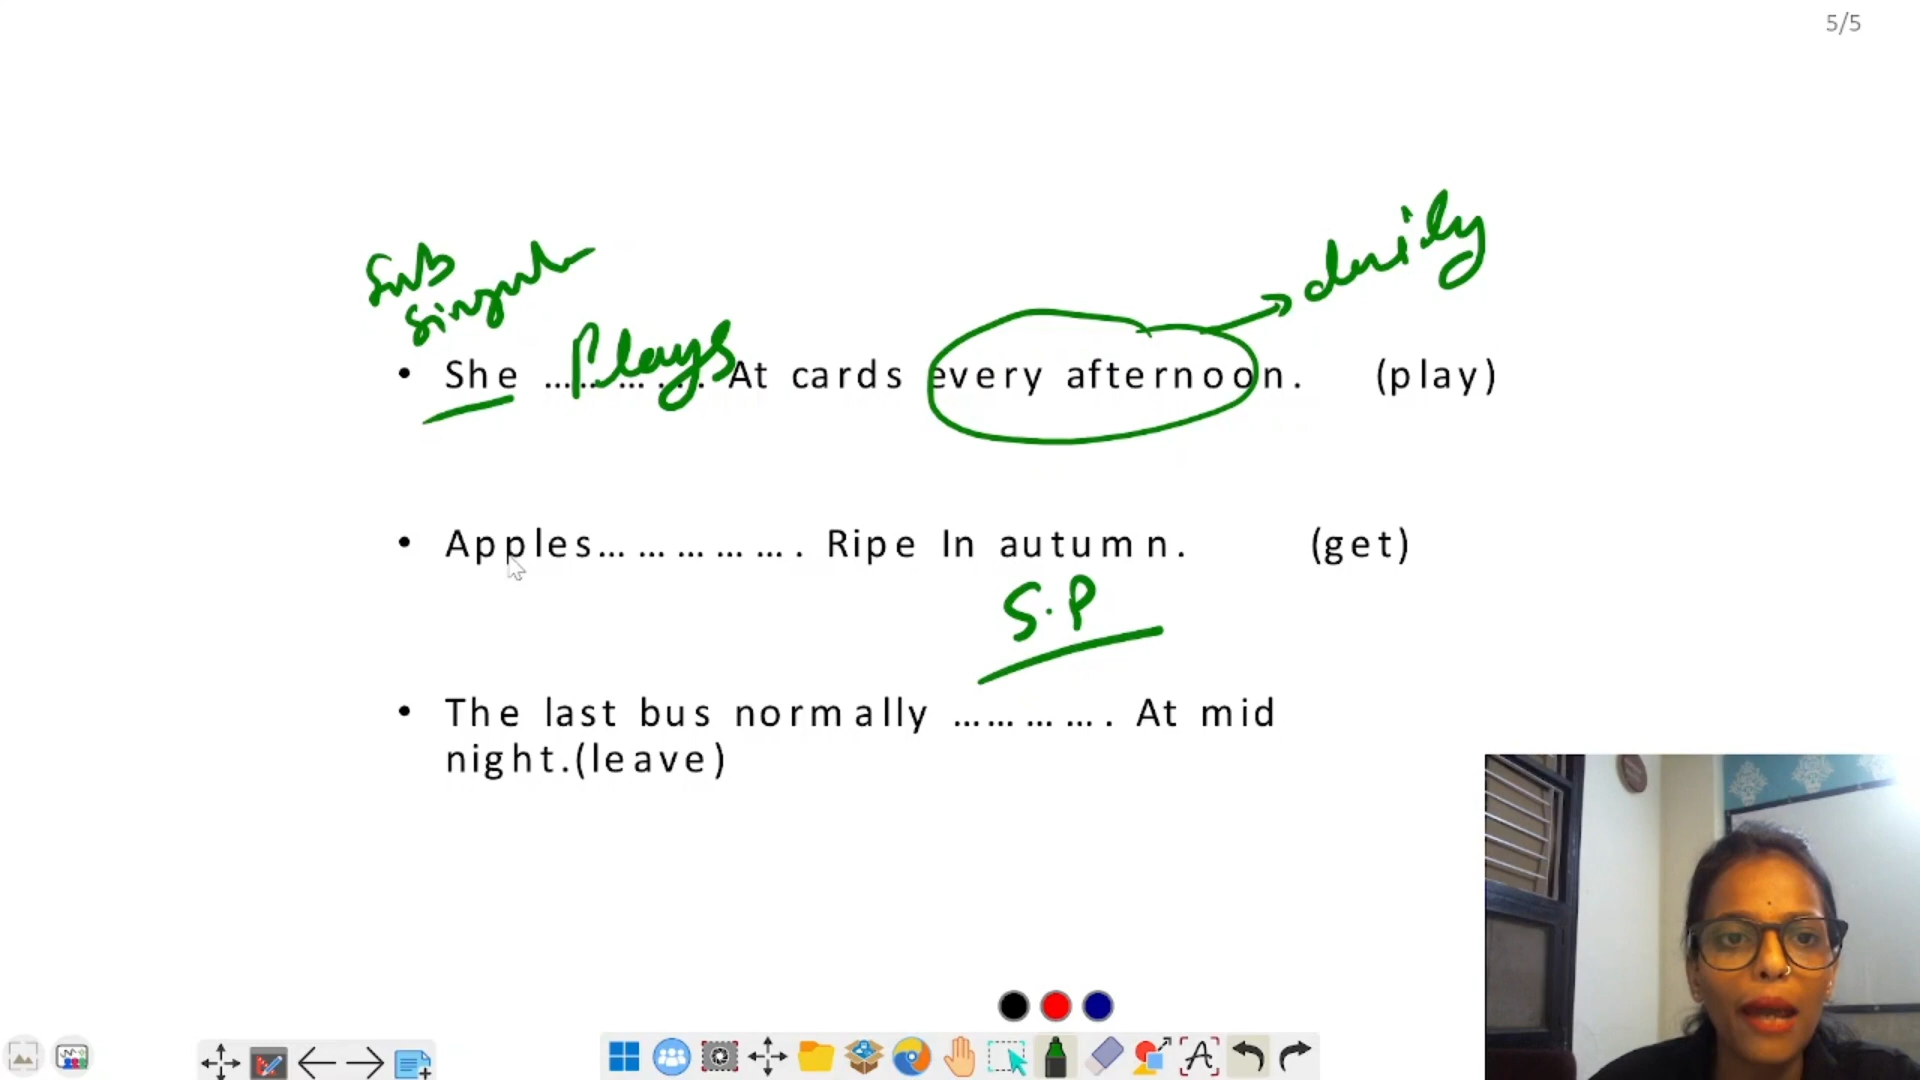 5/5
daily
Sub
Singul
Plays
• She ………… . At cards every afternoon. (play)
• Apples… … … … … . Ripe In autumn. (get)
S.P
• The last bus normally …… … … . At mid
night.(leave)